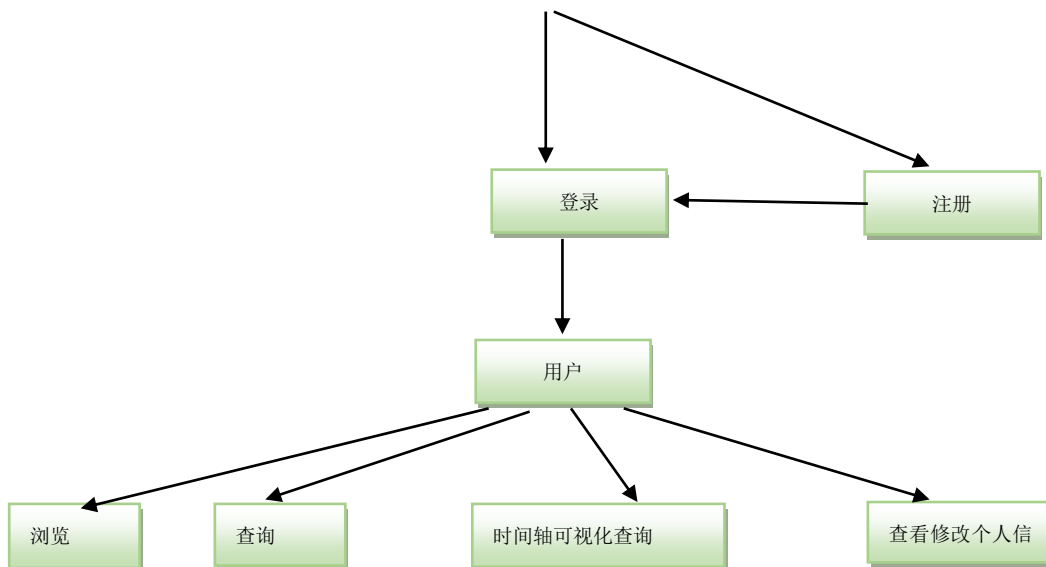 登录
注册
用户
浏览
查询
时间轴可视化查询
查看修改个人信